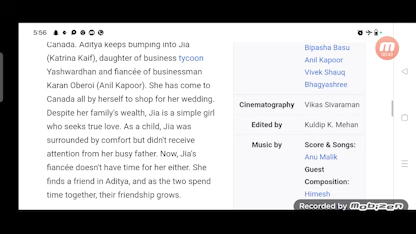 5:56
Canada. Aditya keeps bumping into Jia
(Katrina Kaif), daughter of business tycoon
Yashwardhan and fiancée of businessman
Karan Oberoi (Anil Kapoor). She has come to
Canada all by herself to shop for her wedding.
Despite her family's wealth, Jia is a simple girl
who seeks true love. As a child, Jia was
surrounded by comfort but didn't receive
attention from her busy father. Now, Jia's
fiancée doesn't have time for her either. She
finds a friend in Aditya, and as the two spend
time together, their friendship grows.
Bipasha Basu
Anil Kapoor
Vivek Shauq
Bhagyashree
Cinematography Vikas Sivaraman
Edited by Kuldip K. Mehan
Music by Score & Songs:
Anu Malik
Guest
Composition:
Himesh
Recorded by Mobizen